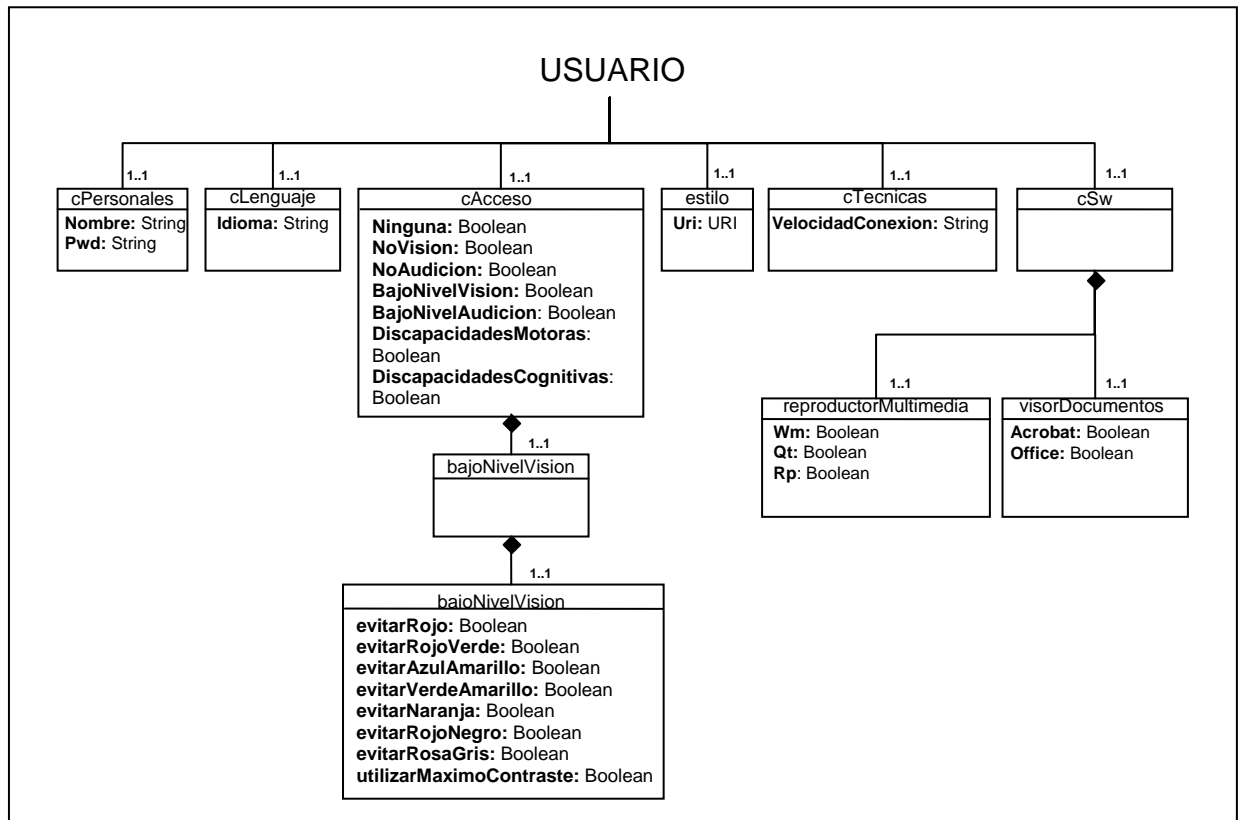 USUARIO
1..1
1..1
1..1
1..1
1..1
1..1
cPersonales
Nombre: String
Pwd: String
cLenguaje
Idioma: String
cAcceso
Ninguna: Boolean
NoVision: Boolean
NoAudicion: Boolean
BajoNivelVision: Boolean
BajoNivelAudicion: Boolean
DiscapacidadesMotoras:
Boolean
DiscapacidadesCognitivas:
Boolean
estilo
Uri: URI
cTecnicas
VelocidadConexion: String
cSw
1..1
1..1
reproductorMultimedia
Wm: Boolean
Qt: Boolean
Rp: Boolean
visorDocumentos
Acrobat: Boolean
Office: Boolean
1..1
bajoNivelVision
1..1
bajoNivelVision
evitarRojo: Boolean
evitarRojoVerde: Boolean
evitarAzulAmarillo: Boolean
evitarVerdeAmarillo: Boolean
evitarNaranja: Boolean
evitarRojoNegro: Boolean
evitarRosaGris: Boolean
utilizarMaximoContraste: Boolean